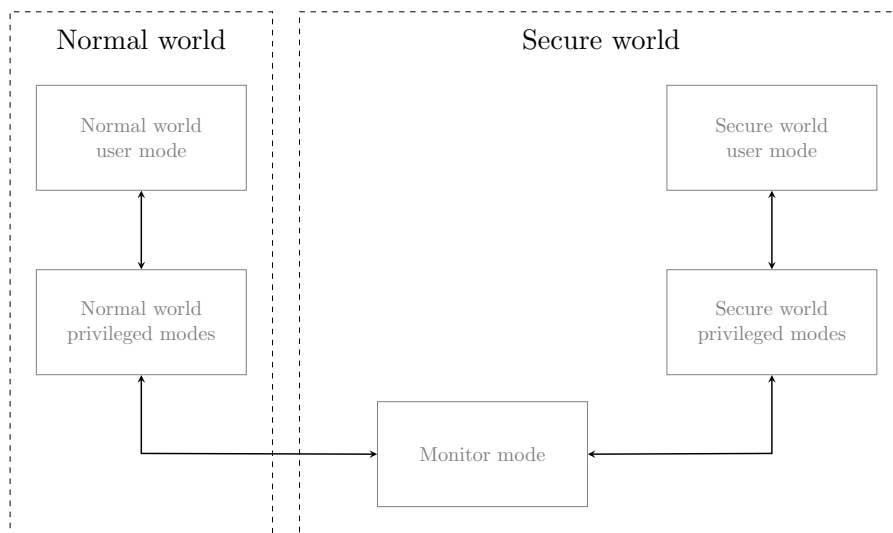 Normal world
Secure world
Normal world
user mode
Secure world
user mode
Normal world
privileged modes
Secure world
privileged modes
Monitor mode